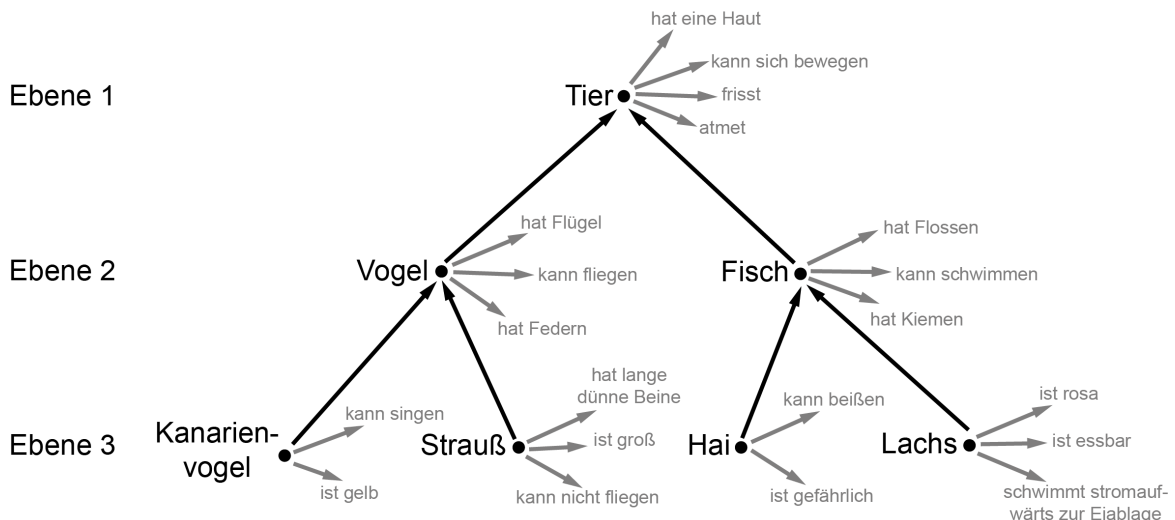 hat eine Haut
kann sich bewegen
Ebene 1
Tier
frisst
atmet
hat Flügel
hat Flossen
Ebene 2
Vogel
kann fliegen
Fisch
kann schwimmen
hat Federn
hat Kiemen
hat lange
dünne Beine
kann beißen
ist rosa
kann singen
Ebene 3
Kanarien-
vogel
Strauß
ist groß
Hai
Lachs
ist essbar
ist gelb
kann nicht fliegen
ist gefährlich
schwimmt stromauf-
wärts zur Eiablage